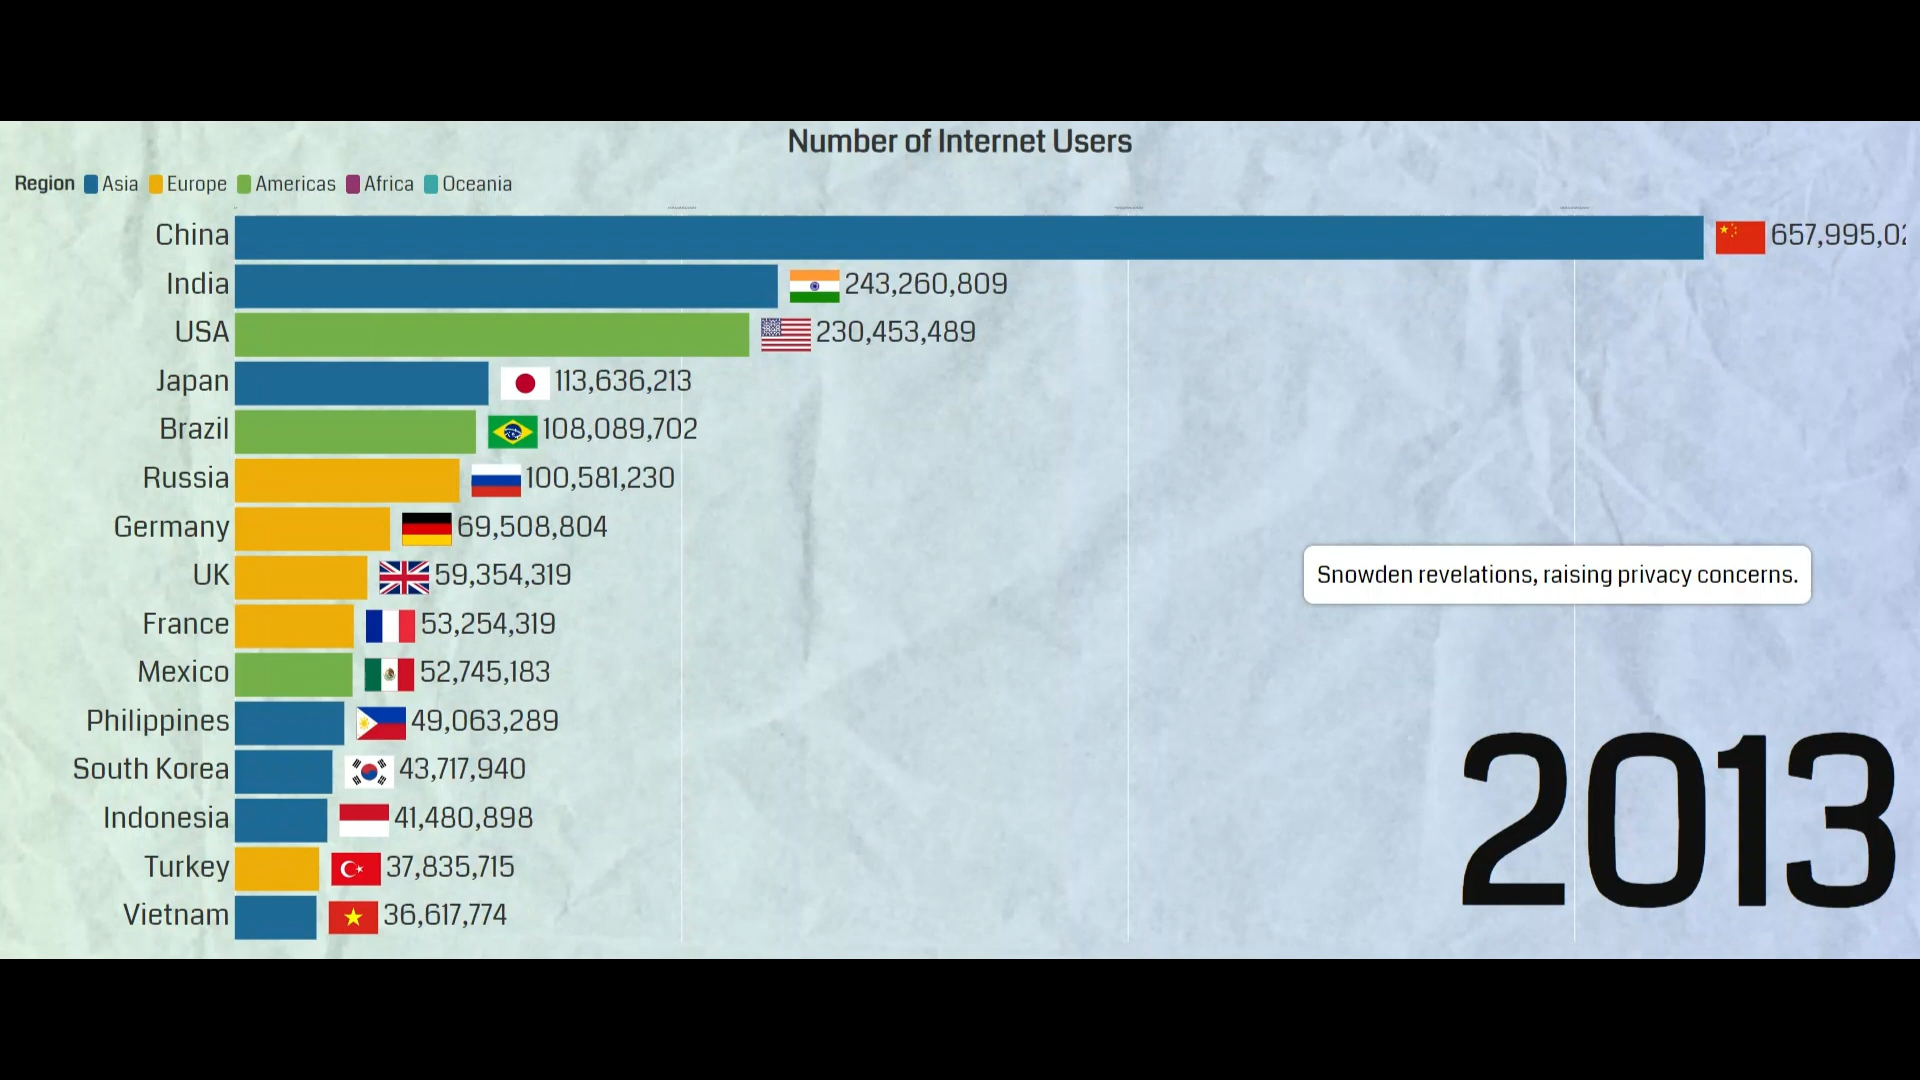 Number of Internet Users
Region Asia Europe Americas Africa Oceania
China 657,995,0
India 243,260,809
USA 230,453,489
Japan 113,636,213
Brazil 108,089,702
Russia 100,581,230
Germany 69,508,804
UK 59,354,319
France 53,254,319
Mexico 52,745,183
Philippines 49,063,289
South Korea 43,717,940
Indonesia 41,480,898
Turkey 37,835,715
Vietnam 36,617,774
Snowden revelations, raising privacy concerns.
2013